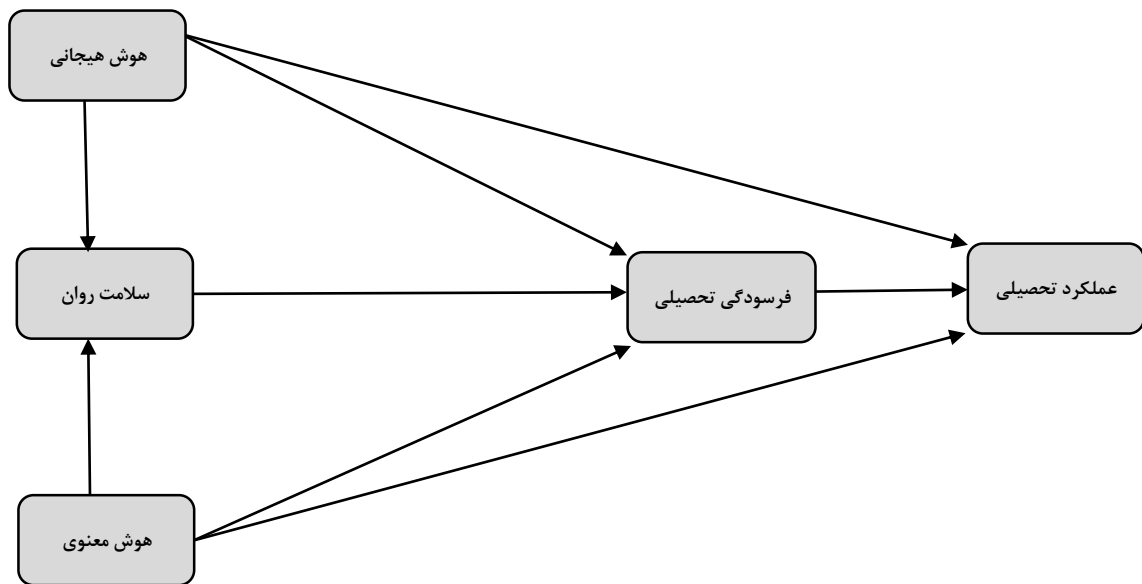 هوش هیجانی
سلامت روان
فرسودگی تحصیلی
عملکرد تحصیلی
هوش معنوی